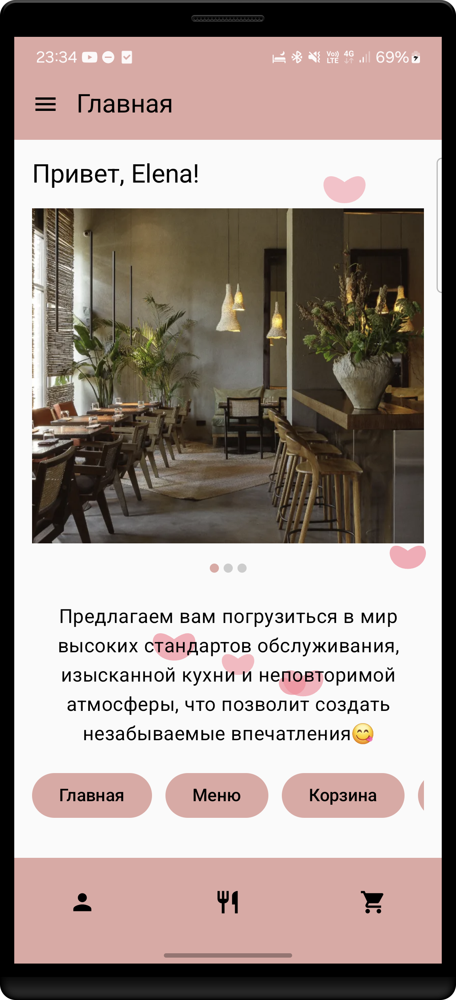 23:34
Vo)) LTE 4G 69%
Главная
Привет, Elena!
Предлагаем вам погрузиться в мир
высоких стандартов обслуживания,
изысканной кухни и неповторимой
атмосферы, что позволит создать
незабываемые впечатления😋
Главная Меню Корзина